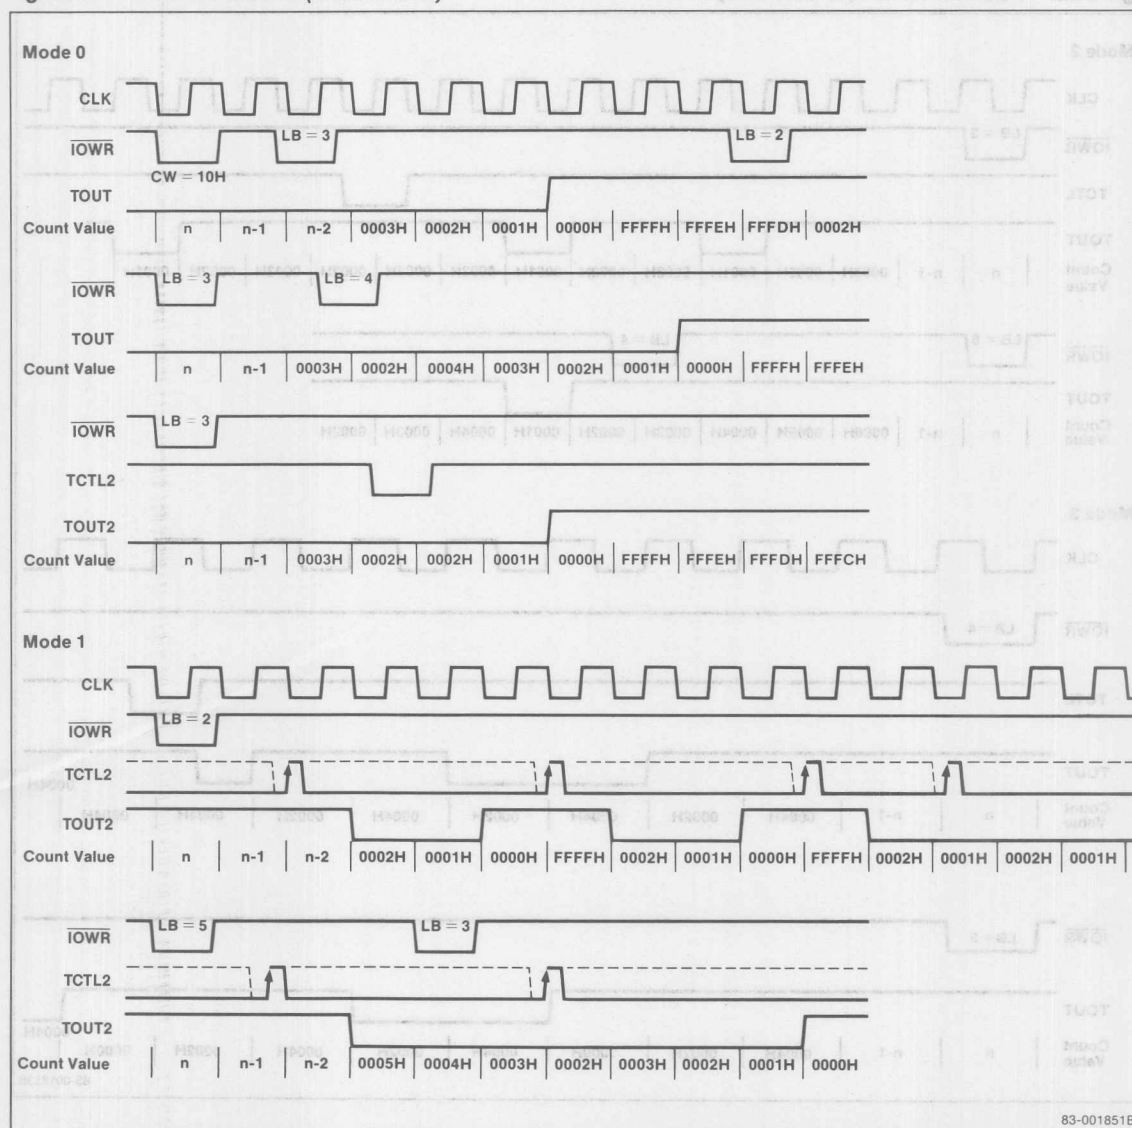 Mode 0
CLK
IOWR LB = 3 LB = 2
CW = 10H
TOUT
Count Value n n-1 n-2 0003H 0002H 0001H 0000H FFFFH FFFEH FFFDH 0002H
IOWR LB = 3 LB = 4
TOUT
Count Value n n-1 0003H 0002H 0004H 0003H 0002H 0001H 0000H FFFFH FFFEH
IOWR LB = 3
TCTL2
TOUT2
Count Value n n-1 0003H 0002H 0002H 0001H 0000H FFFFH FFFEH FFFDH FFFCH
Mode 1
CLK
IOWR LB = 2
TCTL2
TOUT2
Count Value n n-1 n-2 0002H 0001H 0000H FFFFH 0002H 0001H 0000H FFFFH 0002H 0001H 0002H 0001H
IOWR LB = 5 LB = 3
TCTL2
TOUT2
Count Value n n-1 n-2 0005H 0004H 0003H 0002H 0003H 0002H 0001H 0000H
83-001851B